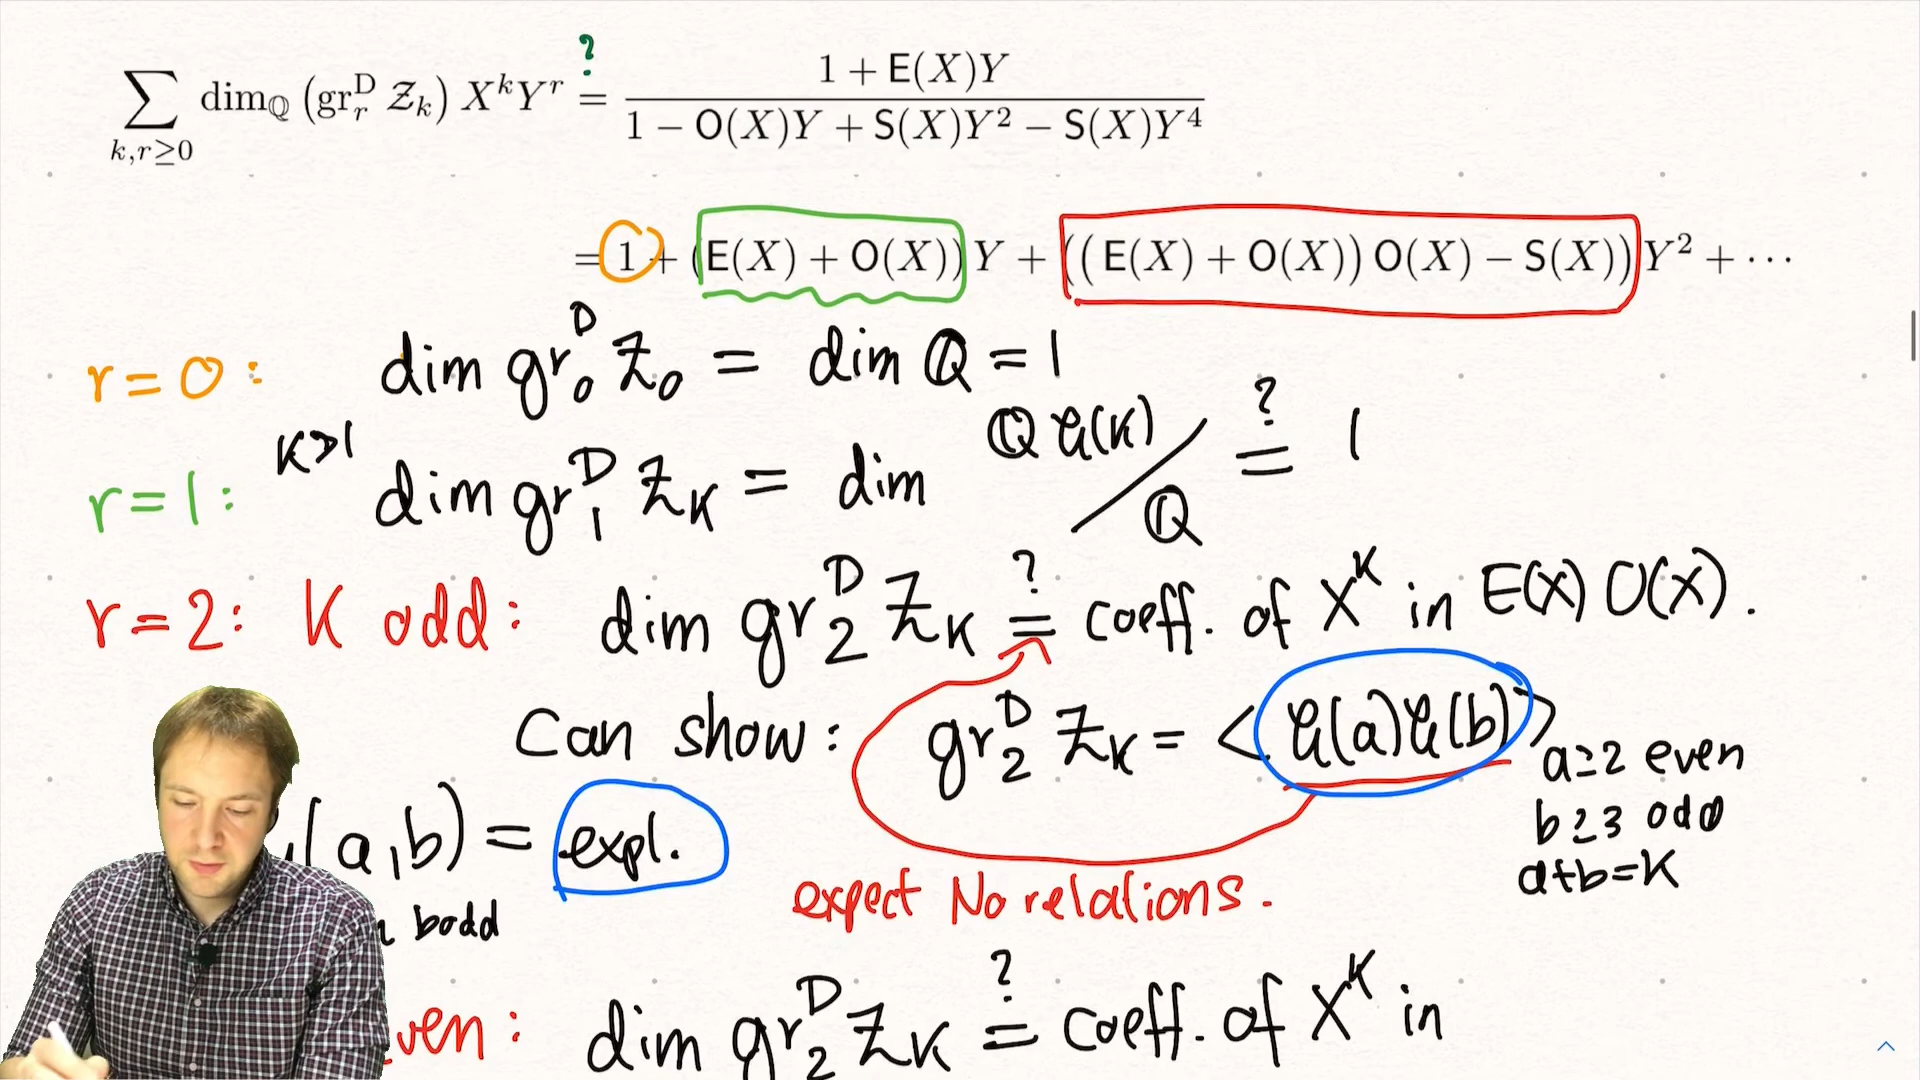 ∑_{k,r≥0} dim_ℚ (gr_r^D 𝒵_k) X^k Y^r ?= (1 + E(X)Y) / (1 − O(X)Y + S(X)Y² − S(X)Y⁴)
= 1 + (E(X) + O(X)) Y + ((E(X) + O(X)) O(X) − S(X)) Y² + ⋯
r=0: dim gr_0^D Z_0 = dim ℚ = 1
r=1: K>1 dim gr_1^D Z_K = dim ℚ ζ(K) / ℚ ?= 1
r=2: K odd: dim gr_2^D Z_K ?= coeff. of X^K in E(X) O(X).
Can show: gr_2^D Z_K = < ζ(a) ζ(b) > a≥2 even
b≥3 odd
a+b=K
(a,b) = expl.
b odd
expect No relations.
ven: dim gr_2^D Z_K ?= coeff. of X^K in